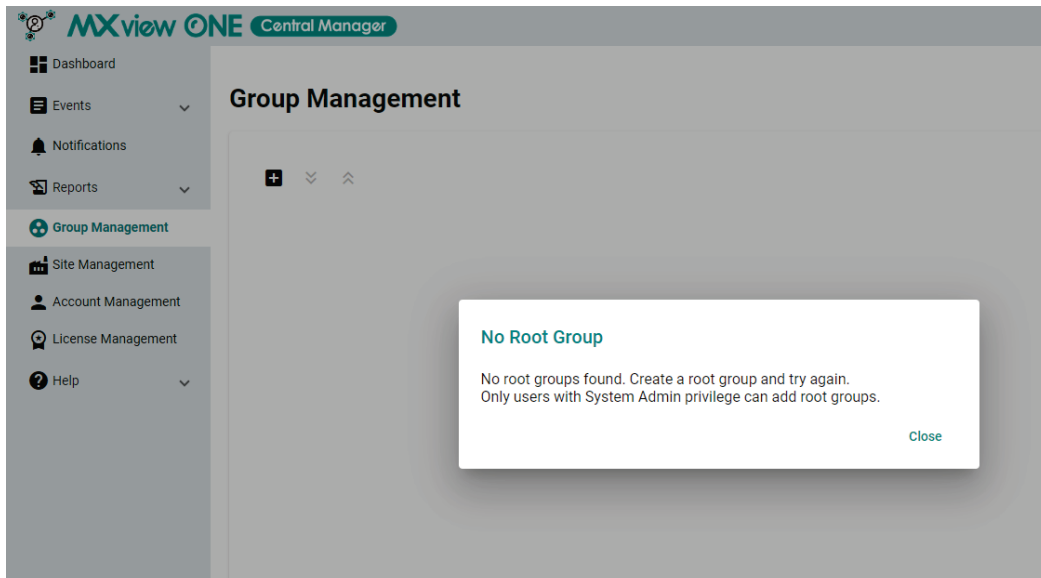 MXview ONE Central Manager
Dashboard
Events
Notifications
Reports
Group Management
Site Management
Account Management
License Management
Help
Group Management
No Root Group
No root groups found. Create a root group and try again.
Only users with System Admin privilege can add root groups.
Close